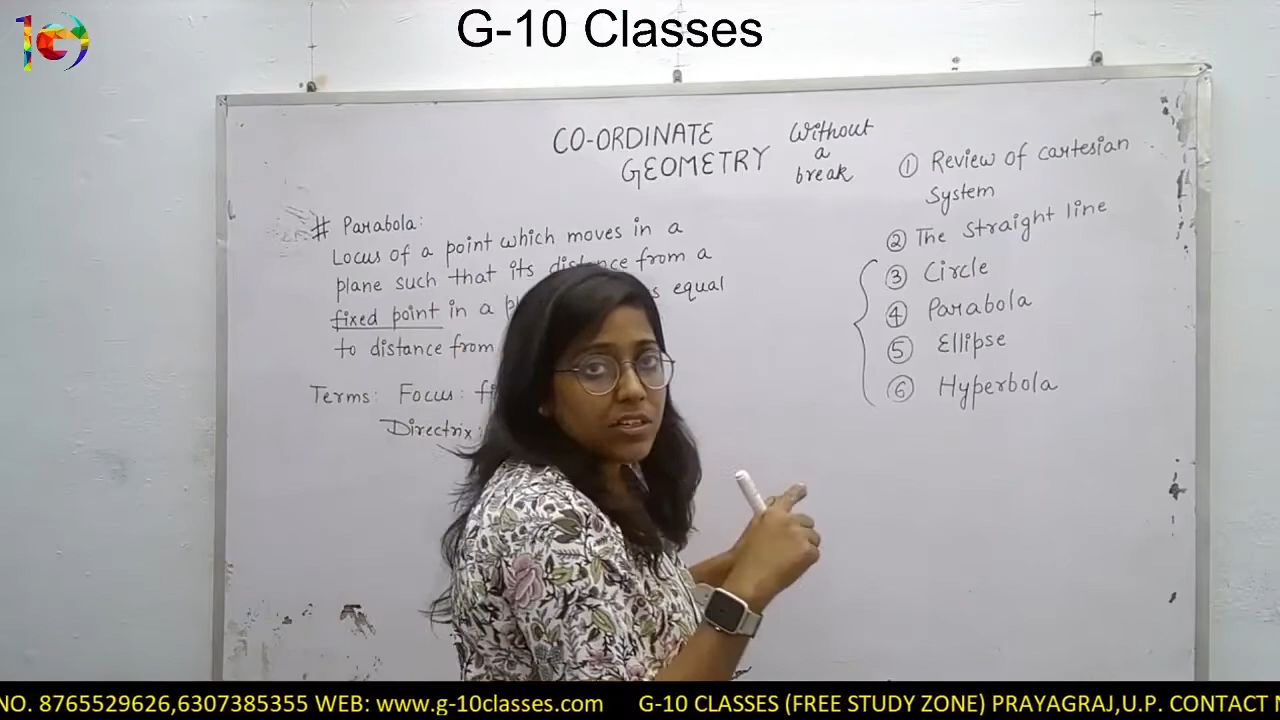 G-10 Classes
CO-ORDINATE
GEOMETRY
Without
a
break
# Parabola:
Locus of a point which moves in a
plane such that its distance from a
fixed point in a equal
to distance from
Terms: Focus:
Directrix:
① Review of cartesian
System
② The straight line
③ Circle
④ Parabola
⑤ Ellipse
⑥ Hyperbola
NO. 8765529626,6307385355 WEB: www.g-10classes.com G-10 CLASSES (FREE STUDY ZONE) PRAYAGRAJ,U.P. CONTACT